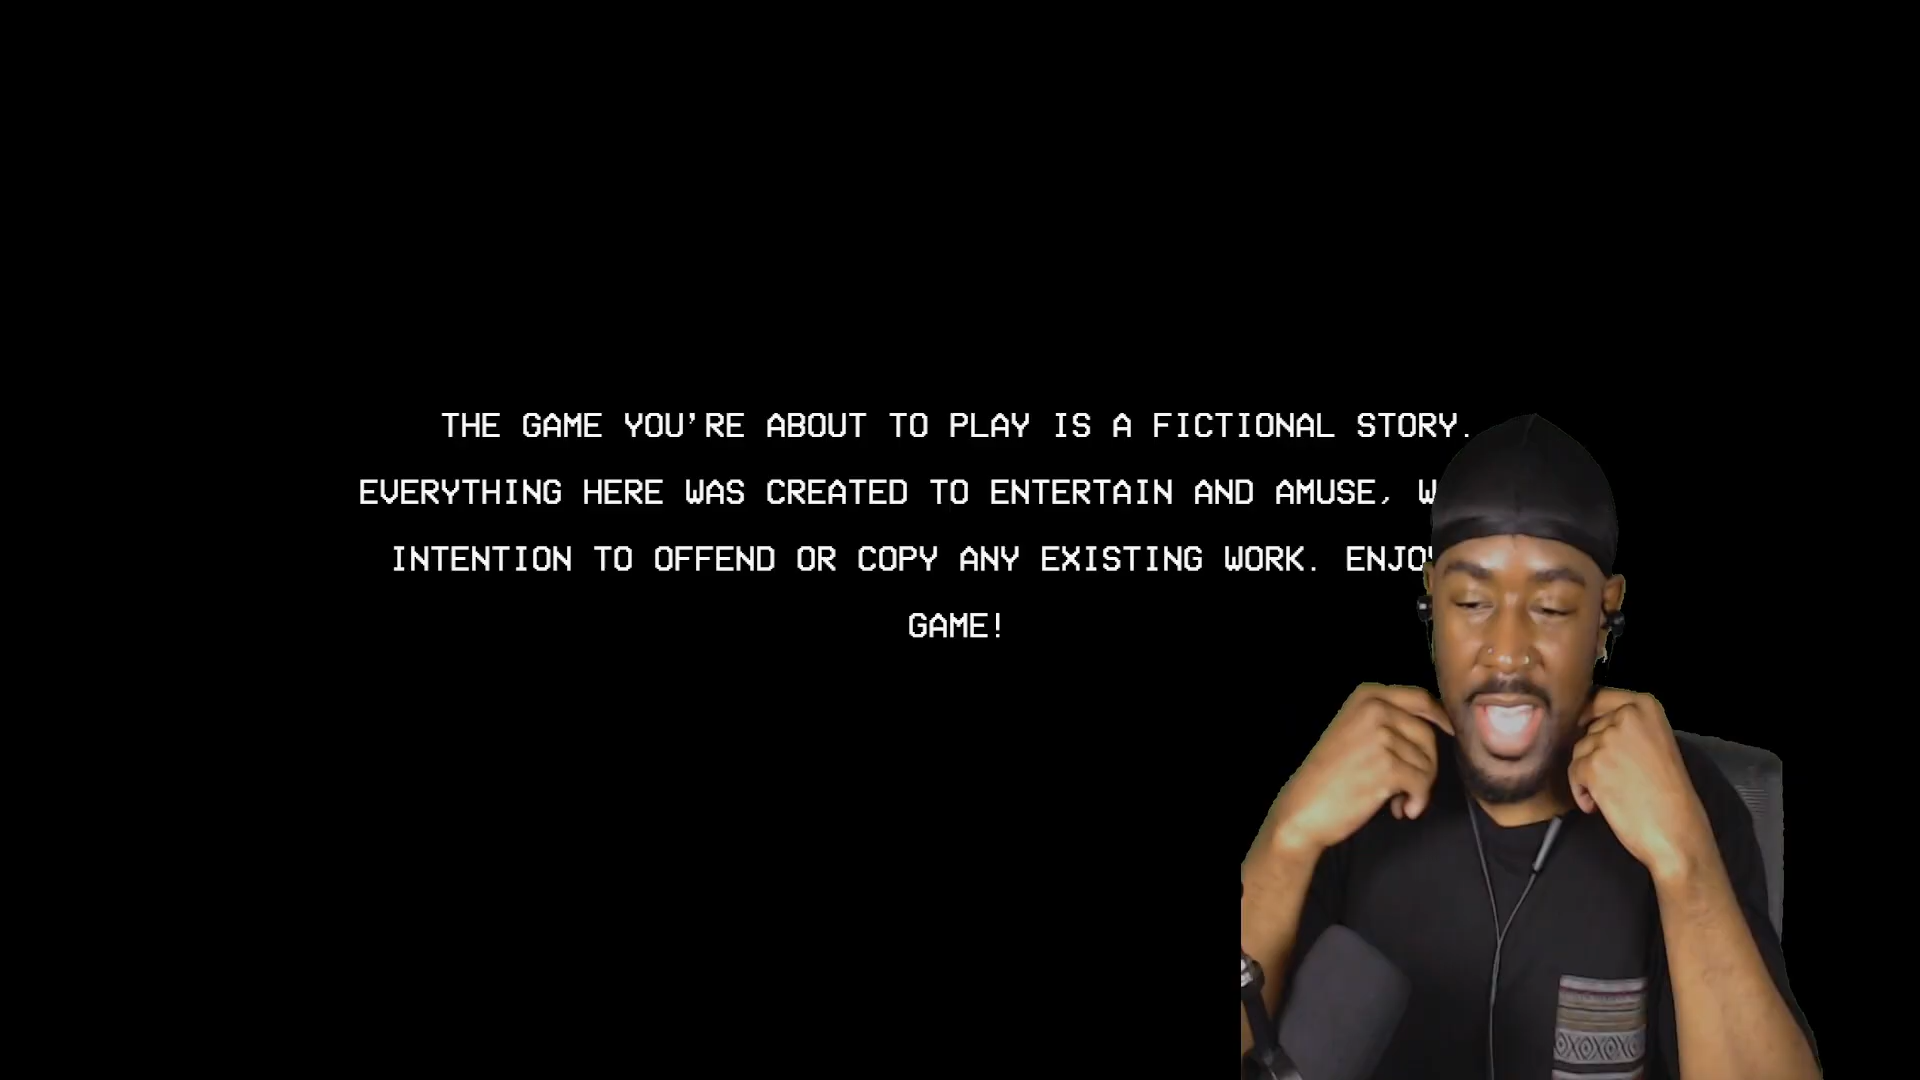 THE GAME YOU'RE ABOUT TO PLAY IS A FICTIONAL STORY.
EVERYTHING HERE WAS CREATED TO ENTERTAIN AND AMUSE,
INTENTION TO OFFEND OR COPY ANY EXISTING WORK.
GAME!